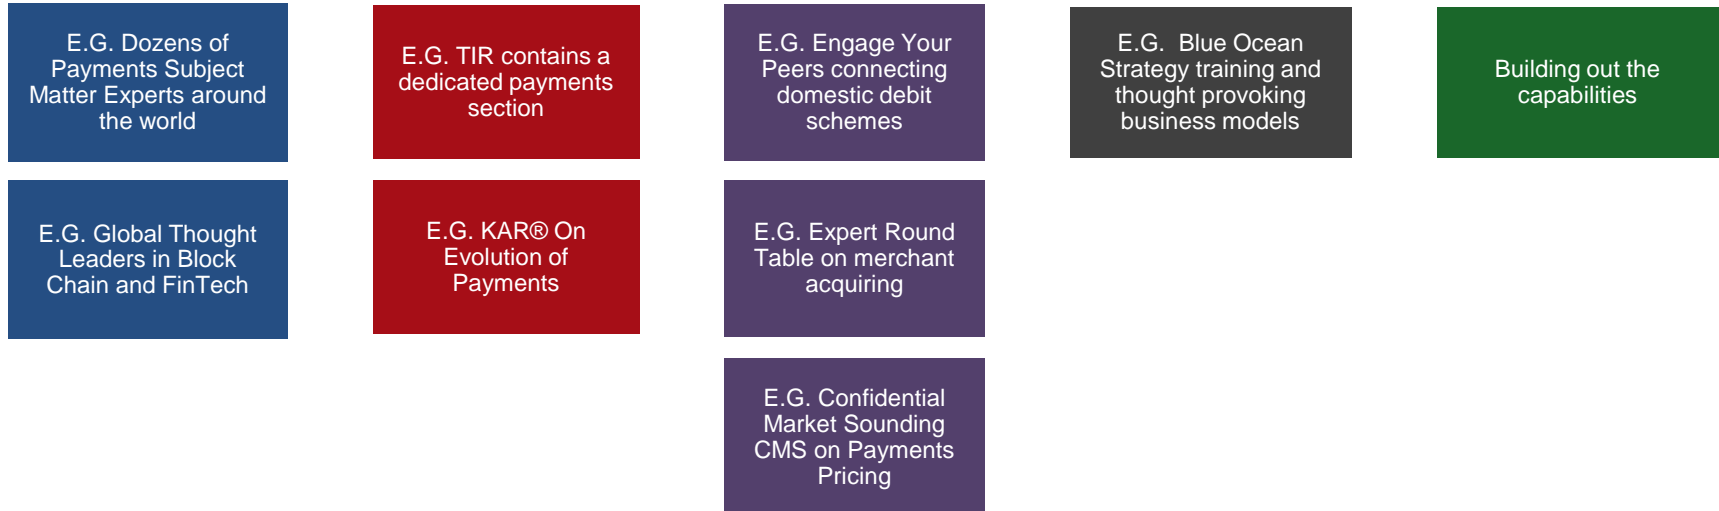 E.G. Dozens of
Payments Subject
Matter Experts around
the world
E.G. TIR contains a
dedicated payments
section
E.G. Engage Your
Peers connecting
domestic debit
schemes
E.G.  Blue Ocean
Strategy training and
thought provoking
business models
Building out the
capabilities
E.G. Global Thought
Leaders in Block
Chain and FinTech
E.G. KAR® On
Evolution of
Payments
E.G. Expert Round
Table on merchant
acquiring
E.G. Confidential
Market Sounding
CMS on Payments
Pricing